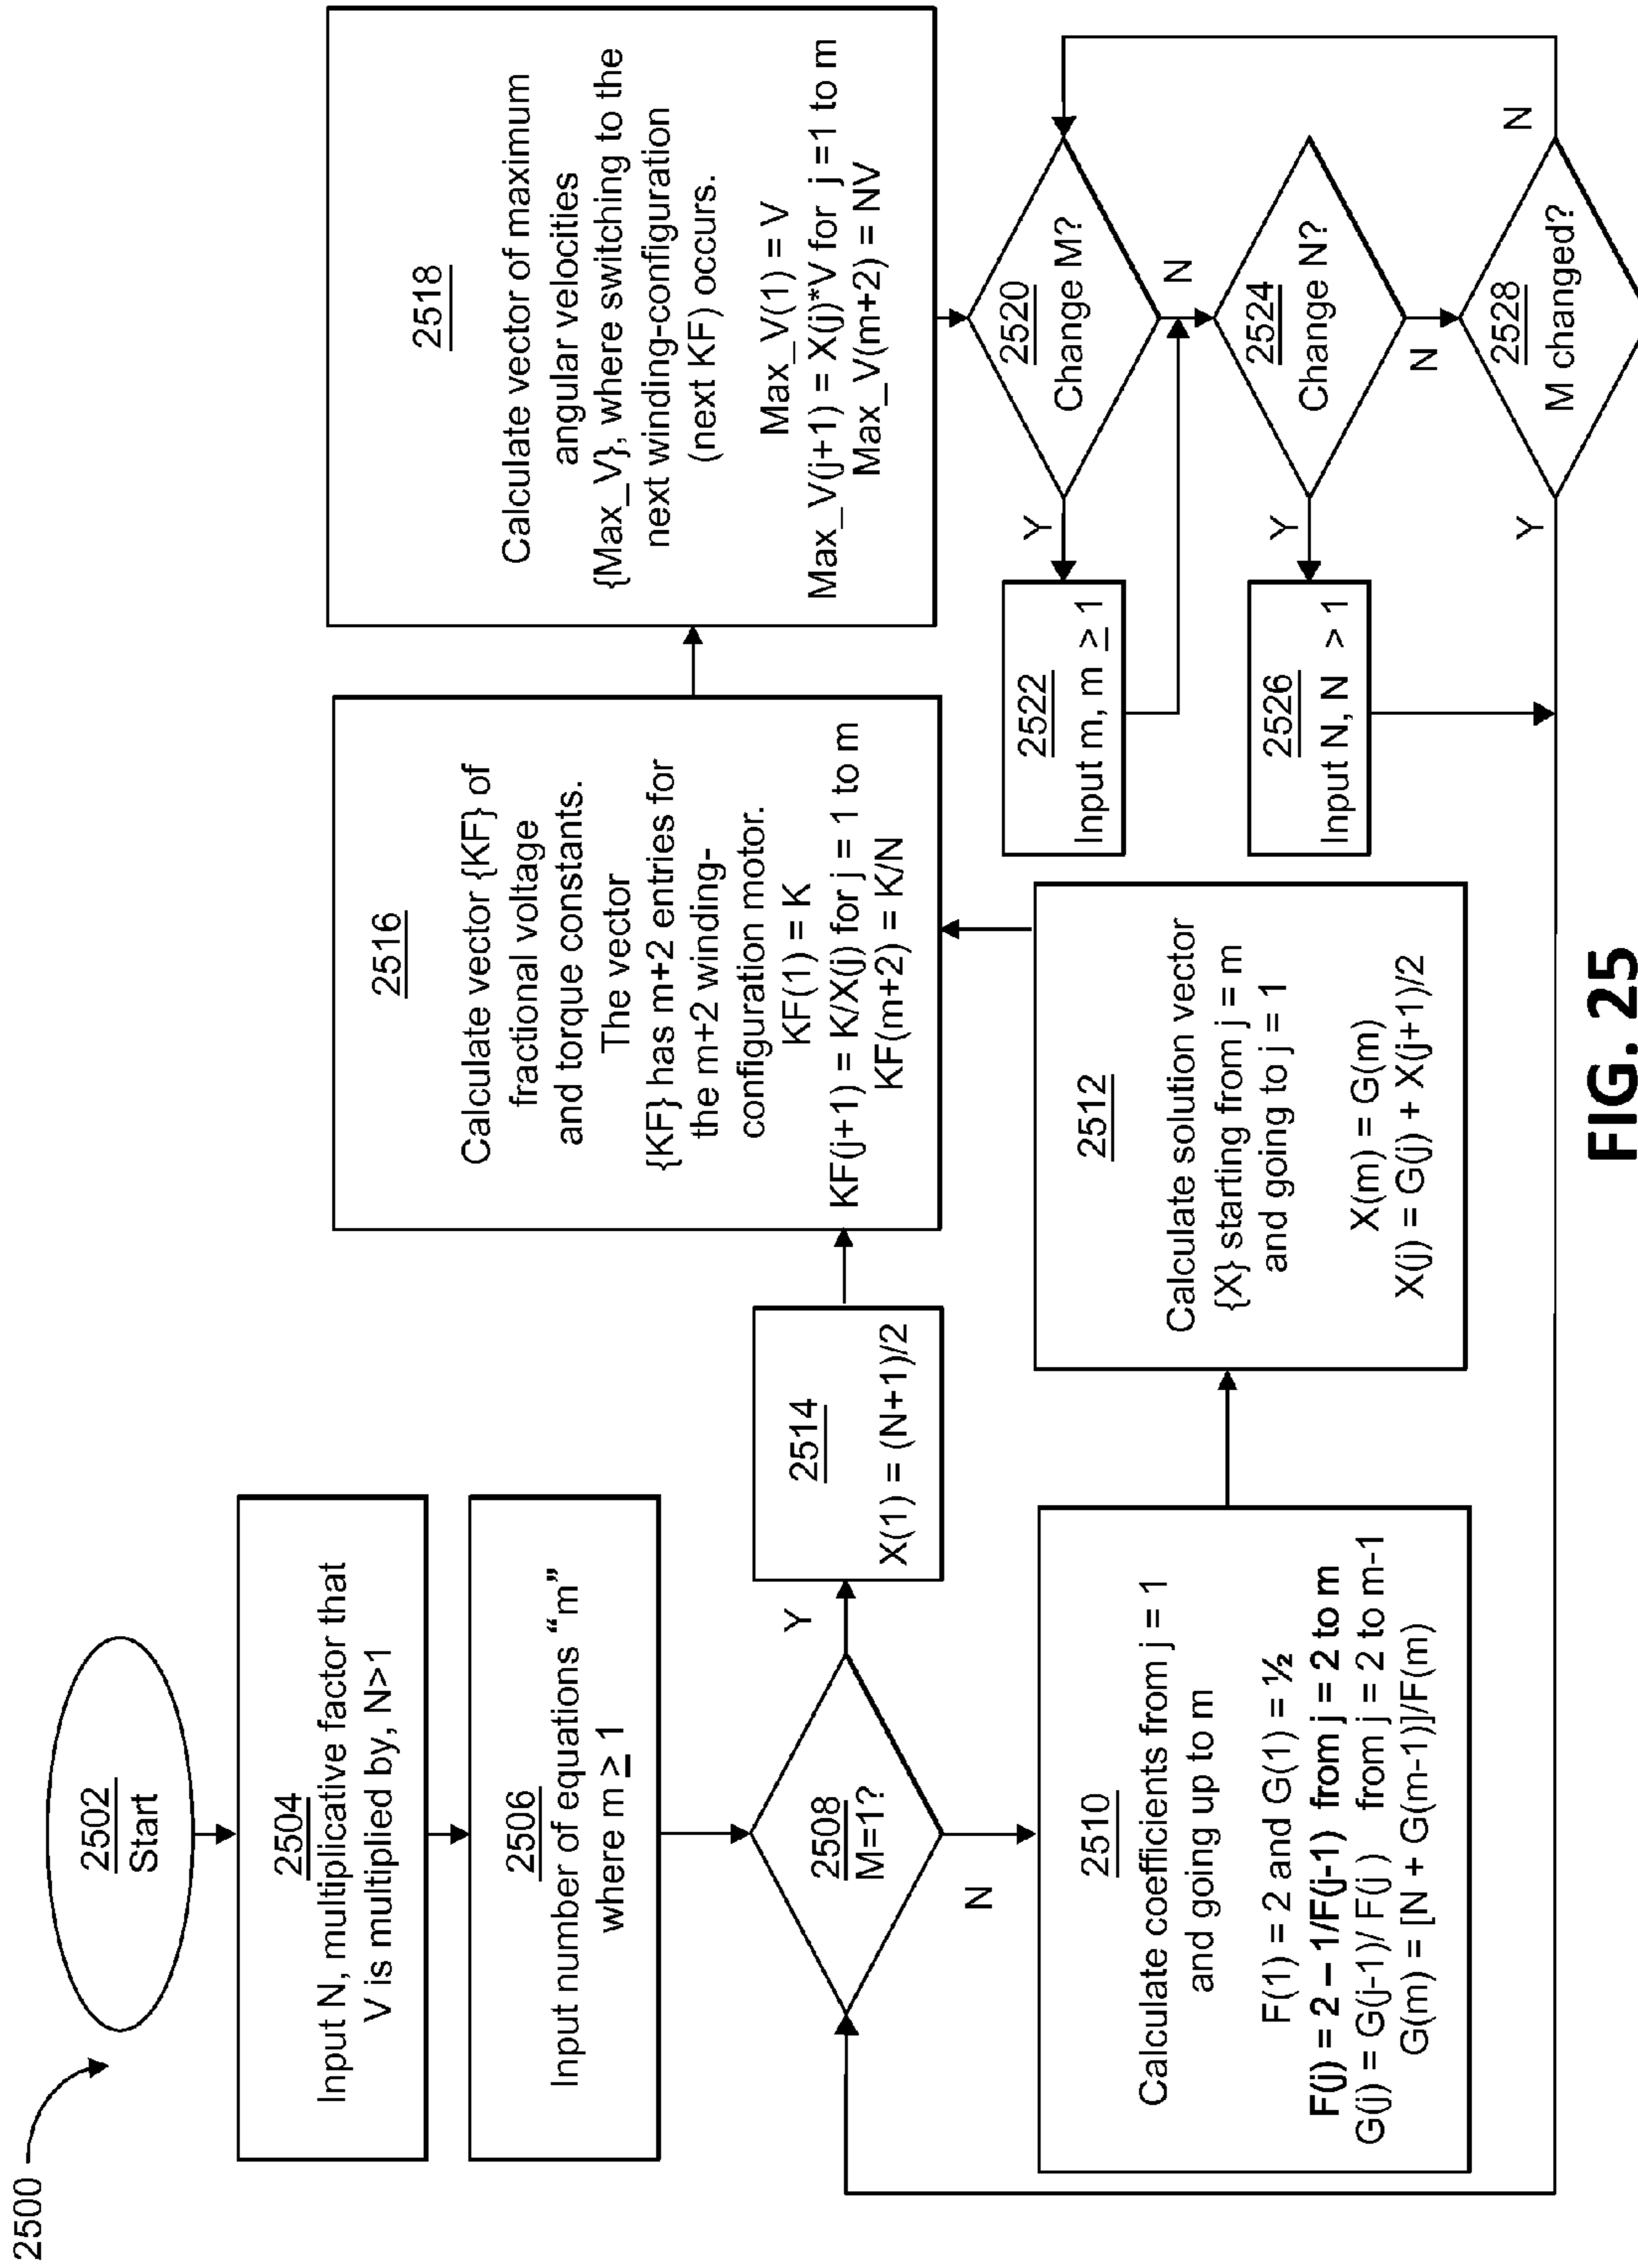 2500
2502
Start
2504
Input N, multiplicative factor that
V is multiplied by, N>1
2506
Input number of equations “m”
where m ≥ 1
2508
M=1?
Y
N
2510
Calculate coefficients from j = 1
and going up to m
F(1) = 2 and G(1) = ½
F(j) = 2 – 1/F(j-1) from j = 2 to m
G(j) = G(j-1)/ F(j ) from j = 2 to m-1
G(m) = [N + G(m-1)]/F(m)
2514
X(1) = (N+1)/2
2512
Calculate solution vector
{X} starting from j = m
and going to j = 1
X(m) = G(m)
X(j) = G(j) + X(j+1)/2
2516
Calculate vector {KF} of
fractional voltage
and torque constants.
The vector
{KF} has m+2 entries for
the m+2 winding-
configuration motor.
KF(1) = K
KF(j+1) = K/X(j) for j = 1 to m
KF(m+2) = K/N
2518
Calculate vector of maximum
angular velocities
{Max_V}, where switching to the
next winding-configuration
(next KF) occurs.
Max_V(1) = V
Max_V(j+1) = X(j)*V for j =1 to m
Max_V(m+2) = NV
2520
Change M?
Y
N
2522
Input m, m ≥ 1
2524
Change N?
Y
N
2526
Input N, N > 1
2528
M changed?
Y
N
FIG. 25